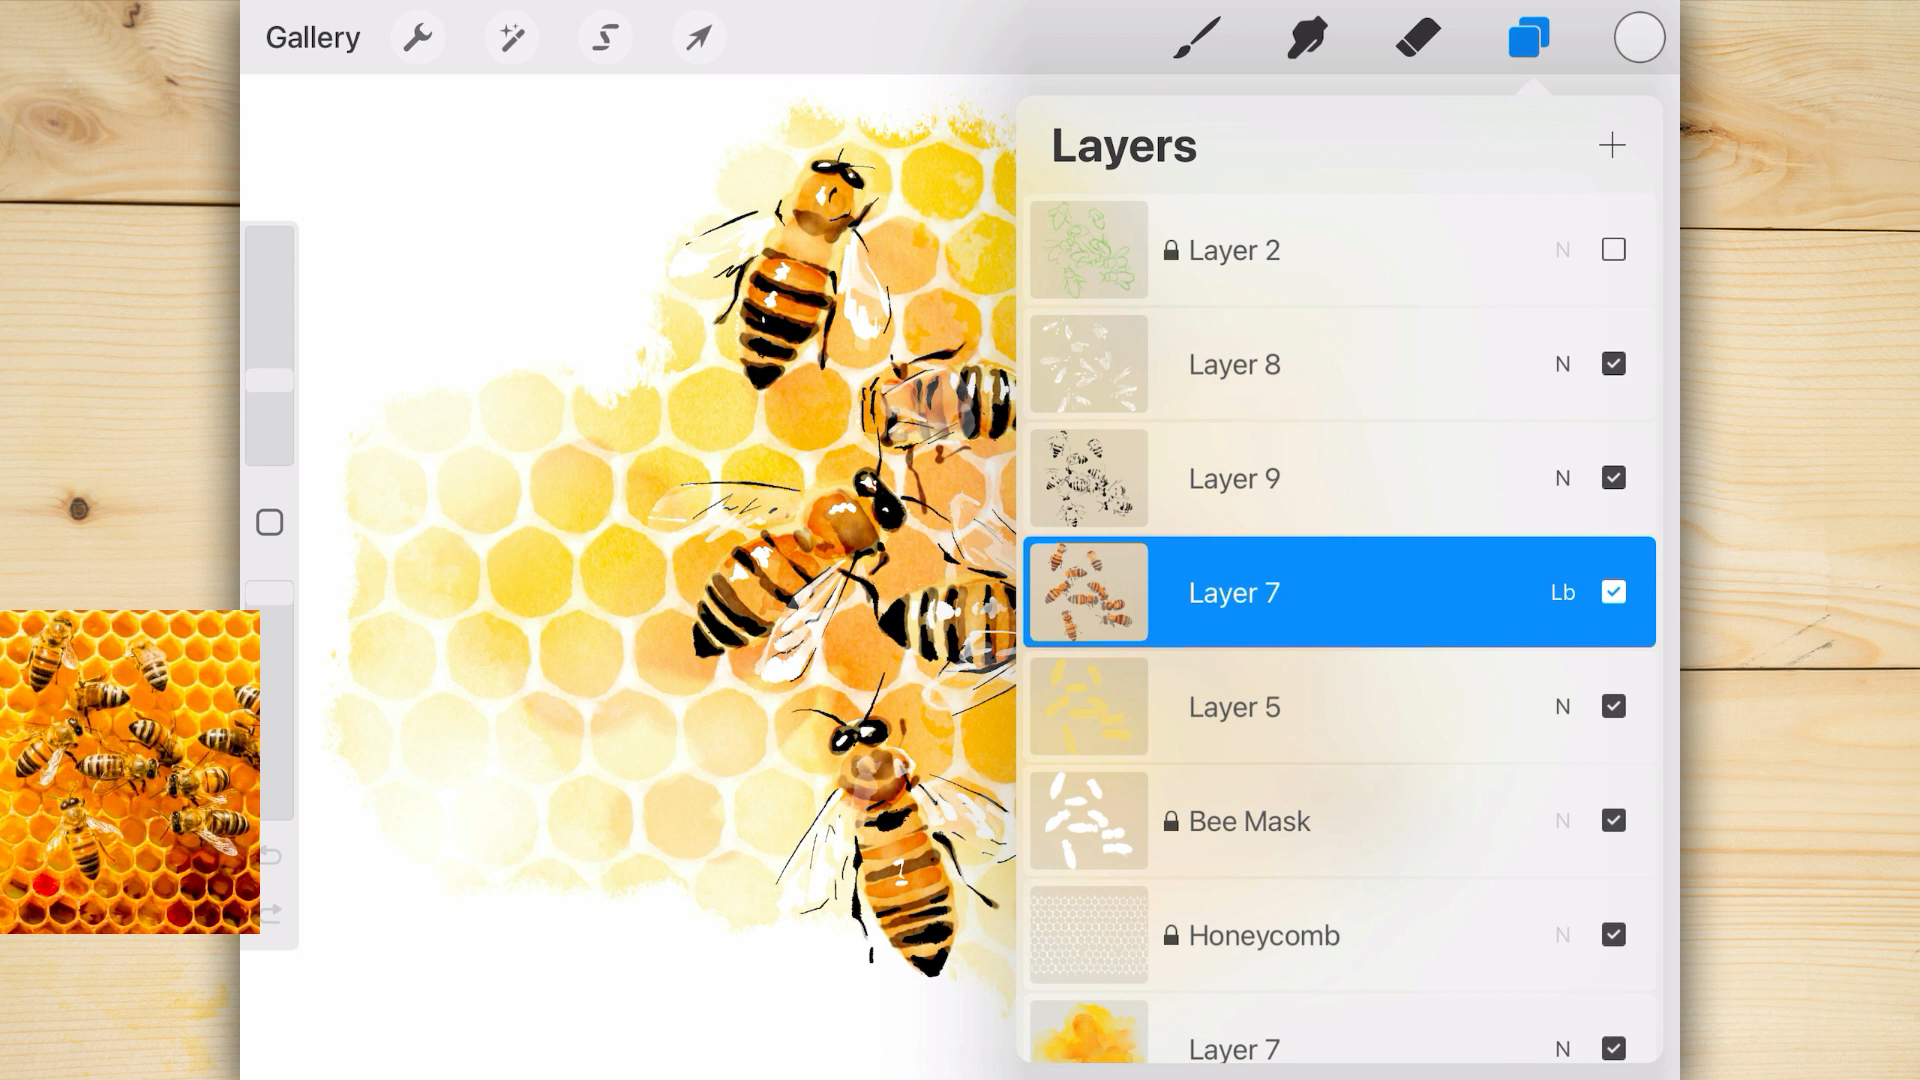 Gallery
Layers
Layer 2 N
Layer 8 N
Layer 9 N
Layer 7 Lb
Layer 5 N
Bee Mask N
Honeycomb N
Layer 7 N